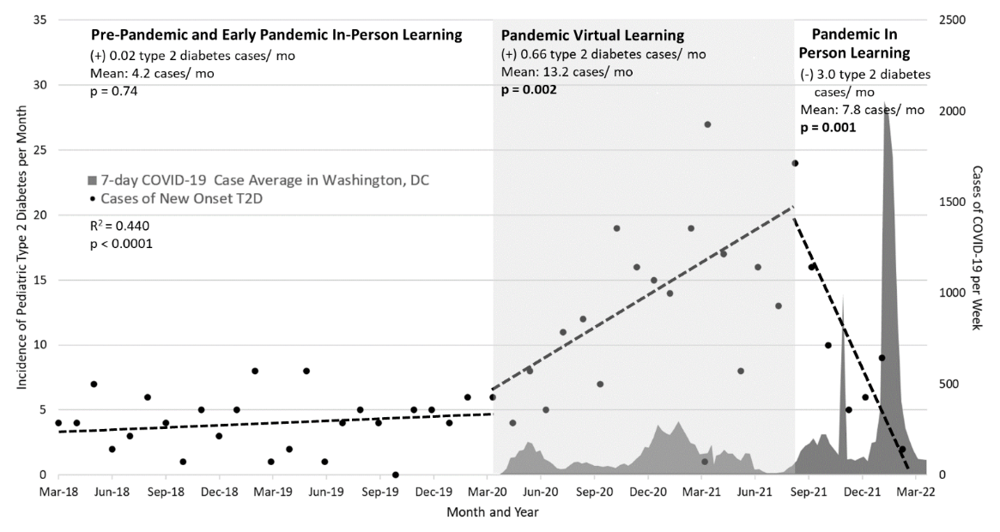 35
30
25
20
15
10
5
0
Incidence of Pediatric Type 2 Diabetes per Month
Pre-Pandemic and Early Pandemic In-Person Learning
(+) 0.02 type 2 diabetes cases/ mo
Mean: 4.2 cases/ mo
p = 0.74
7-day COVID-19 Case Average in Washington, DC
Cases of New Onset T2D
R² = 0.440
p < 0.0001
Pandemic Virtual Learning
(+) 0.66 type 2 diabetes cases/ mo
Mean: 13.2 cases/ mo
p = 0.002
Pandemic In
Person Learning
(-) 3.0 type 2 diabetes
cases/ mo
Mean: 7.8 cases/ mo
p = 0.001
2500
2000
1500
1000
500
0
Cases of COVID-19 per Week
Mar-18 Jun-18 Sep-18 Dec-18 Mar-19 Jun-19 Sep-19 Dec-19 Mar-20 Jun-20 Sep-20 Dec-20 Mar-21 Jun-21 Sep-21 Dec-21 Mar-22
Month and Year